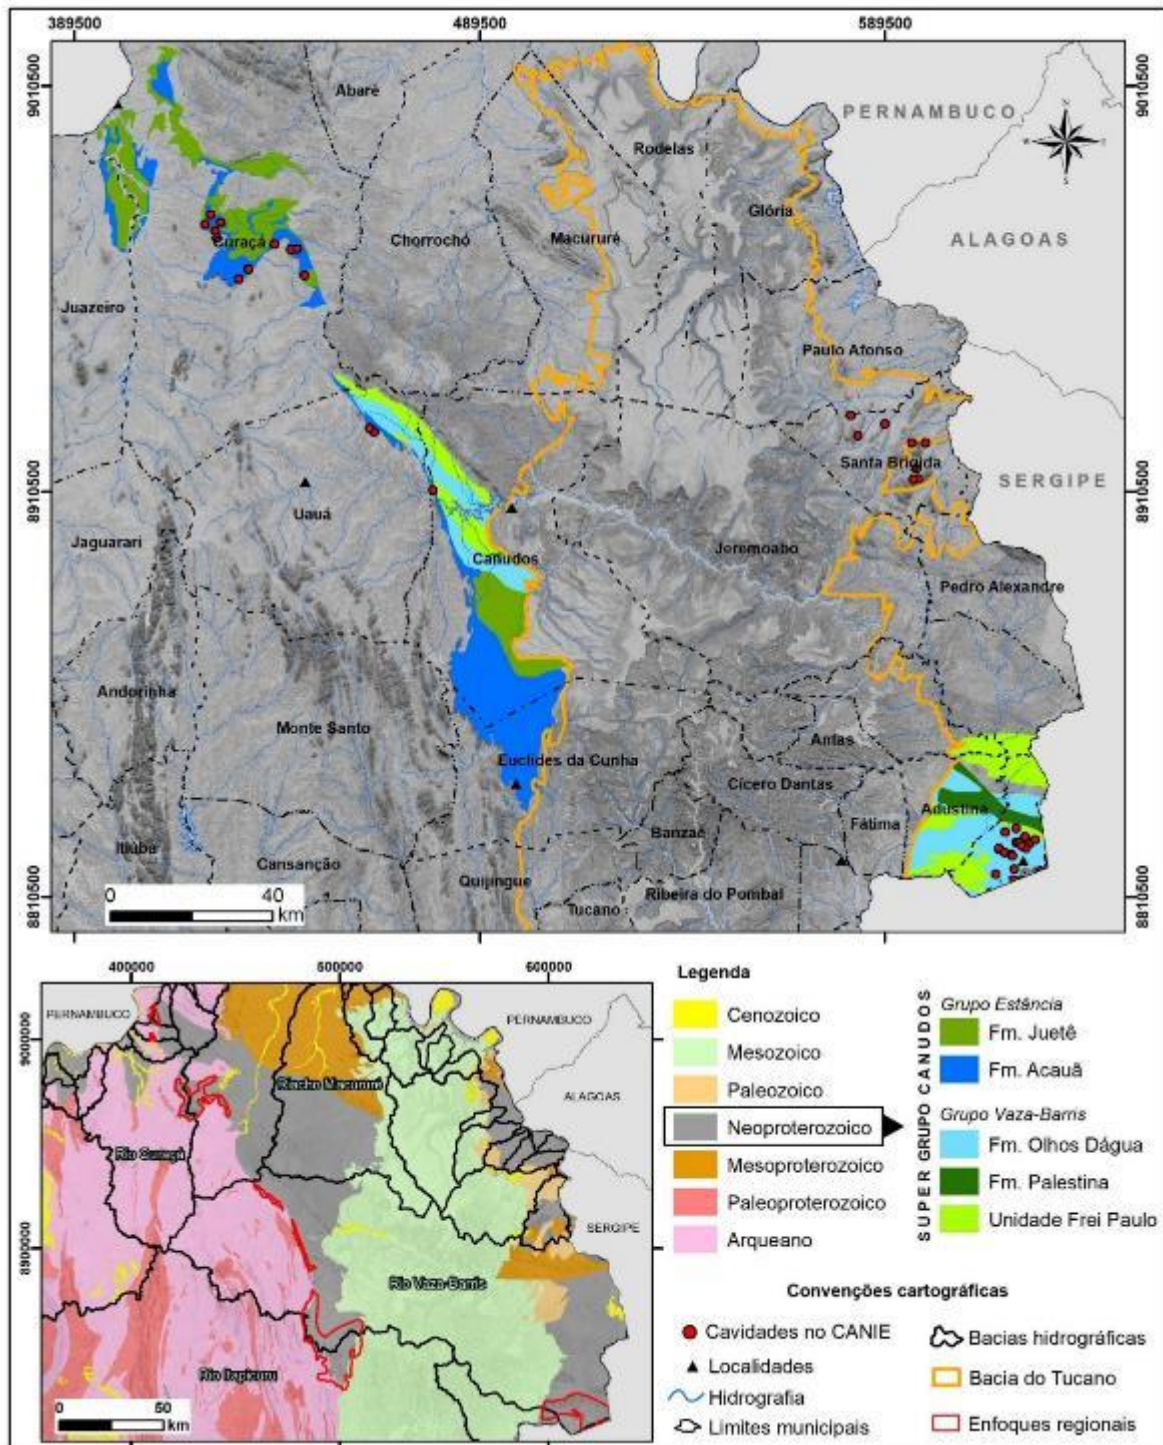 389500
489500
589500
9010500
9010500
Abaré
PERNAMBUCO
Rodelas
Glória
ALAGOAS
Curaçá
Chorrochó
Macururé
Juazeiro
Paulo Afonso
Santa Brígida
SERGIPE
8910500
8910500
Uauá
Jaguarari
Canudos
Jeremoabo
Pedro Alexandre
Andorinha
Monte Santo
Antas
Euclides da Cunha
Cícero Dantas
Adustina
Fátima
Banzaê
Itiúba
Cansanção
Quijingue
Ribeira do Pombal
Tucano
8810500
8810500
0 40
km
400000
500000
600000
PERNAMBUCO
PERNAMBUCO
9000000
Riacho Macururé
ALAGOAS
Rio Curaçá
SERGIPE
8900000
Rio Vaza-Barris
Rio Itapicuru
0 50
km
Legenda
Cenozoico
Mesozoico
Paleozoico
Neoproterozoico
Mesoproterozoico
Paleoproterozoico
Arqueano
SUPER GRUPO CANUDOS
Grupo Estância
Fm. Juetê
Fm. Acauã
Grupo Vaza-Barris
Fm. Olhos Dágua
Fm. Palestina
Unidade Frei Paulo
Convenções cartográficas
Cavidades no CANIE
Localidades
Hidrografia
Limites municipais
Bacias hidrográficas
Bacia do Tucano
Enfoques regionais